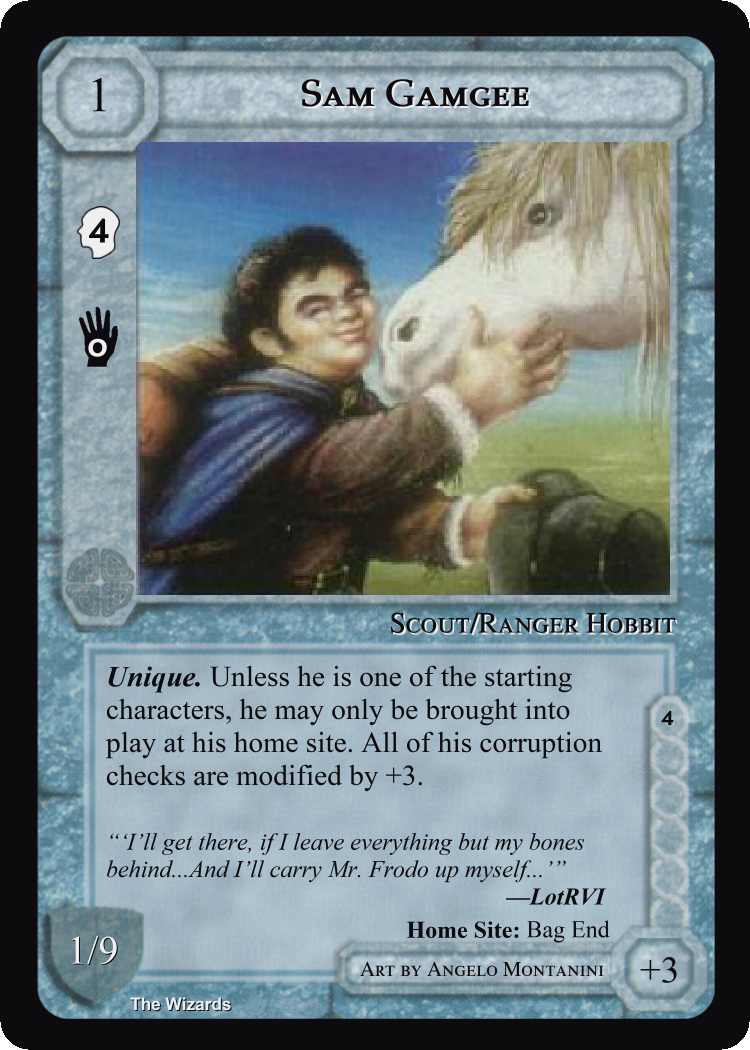 1
Sam Gamgee
4
0
Scout/Ranger Hobbit
Unique. Unless he is one of the starting
characters, he may only be brought into
play at his home site. All of his corruption
checks are modified by +3.
4
“‘I’ll get there, if I leave everything but my bones
behind...And I’ll carry Mr. Frodo up myself...’”
—LotRVI
Home Site: Bag End
1/9
Art by Angelo Montanini
+3
The Wizards